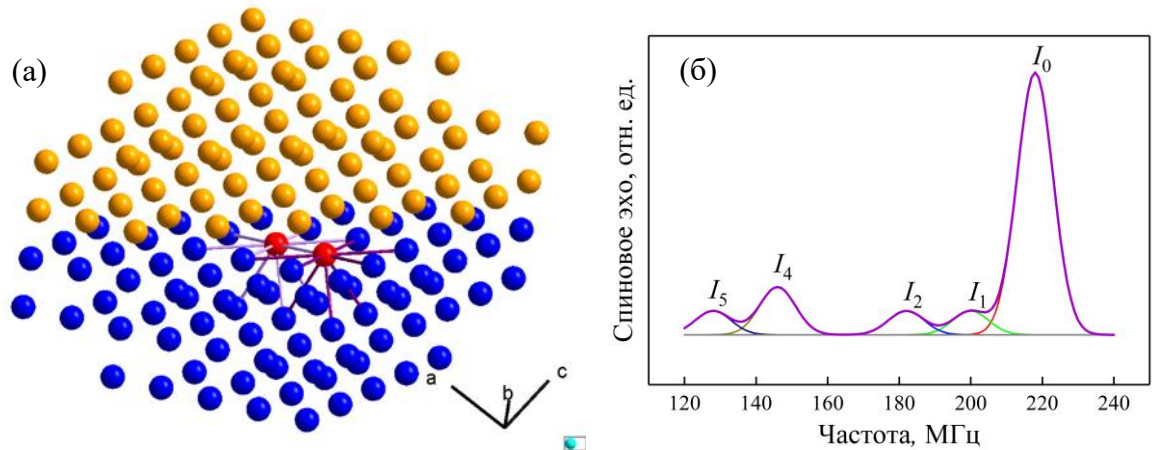 (а)
a
b
c
(б)
Спиновое эхо, отн. ед.
I5
I4
I2
I1
I0
120 140 160 180 200 220 240
Частота, МГц